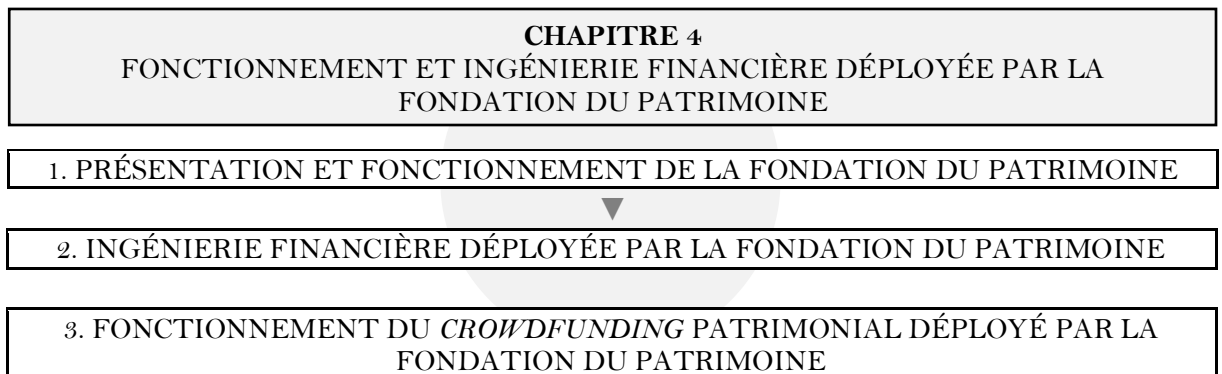 CHAPITRE 4
FONCTIONNEMENT ET INGÉNIERIE FINANCIÈRE DÉPLOYÉE PAR LA
FONDATION DU PATRIMOINE
1. PRÉSENTATION ET FONCTIONNEMENT DE LA FONDATION DU PATRIMOINE
2. INGÉNIERIE FINANCIÈRE DÉPLOYÉE PAR LA FONDATION DU PATRIMOINE
3. FONCTIONNEMENT DU CROWDFUNDING PATRIMONIAL DÉPLOYÉ PAR LA
FONDATION DU PATRIMOINE